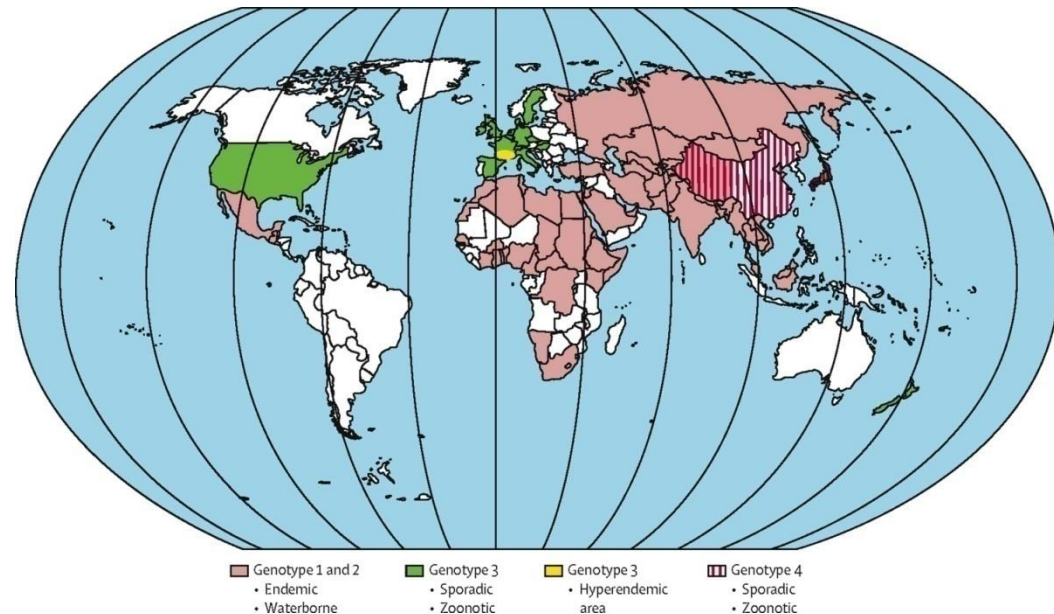 Genotype 1 and 2
• Endemic
• Waterborne
Genotype 3
• Sporadic
• Zoonotic
Genotype 3
• Hyperendemic
area
Genotype 4
• Sporadic
• Zoonotic